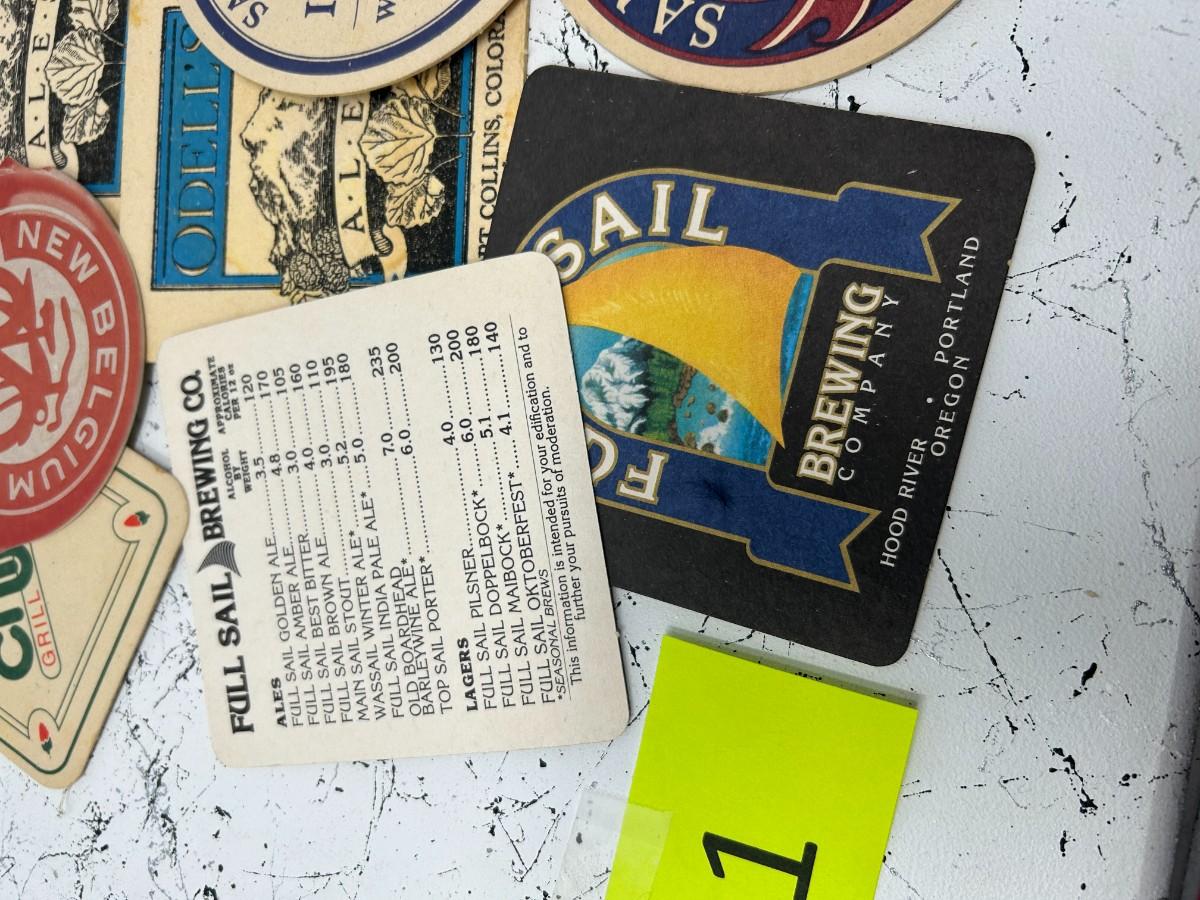 SA
I
W
SA
A.L.E
ODELL'S
A.L.E
RT COLLINS, COLOR
NEW BELGIUM
GRILL
FULL SAIL BREWING CO.
ALCOHOL BY WEIGHT
APPROXIMATE CALORIES PER 12 oz
ALES
FULL SAIL GOLDEN ALE 3.5 120
FULL SAIL AMBER ALE 4.8 170
FULL SAIL BEST BITTER 3.0 105
FULL SAIL BROWN ALE 4.0 160
MAIN SAIL STOUT 3.0 110
WASSAIL WINTER ALE* 5.2 195
FULL SAIL INDIA PALE ALE* 5.0 180
OLD BOARDHEAD
BARLEYWINE ALE* 7.0 235
TOP SAIL PORTER* 6.0 200
LAGERS
FULL SAIL PILSNER 4.0 130
FULL SAIL DOPPELBOCK* 6.0 200
FULL SAIL MAIBOCK* 5.1 180
FULL SAIL OKTOBERFEST* 4.1 140
*SEASONAL BREWS
This information is intended for your edification and to
further your pursuits of moderation.
FU
SAIL
BREWING
COMPANY
HOOD RIVER • PORTLAND
OREGON
1